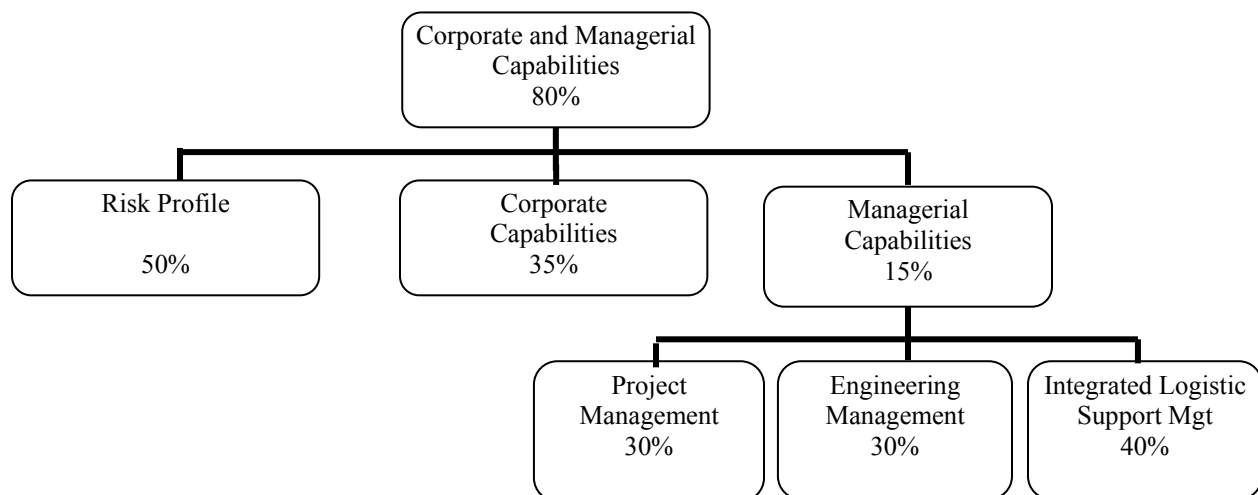 Corporate and Managerial
Capabilities
80%
Risk Profile
50%
Corporate
Capabilities
35%
Managerial
Capabilities
15%
Project
Management
30%
Engineering
Management
30%
Integrated Logistic
Support Mgt
40%